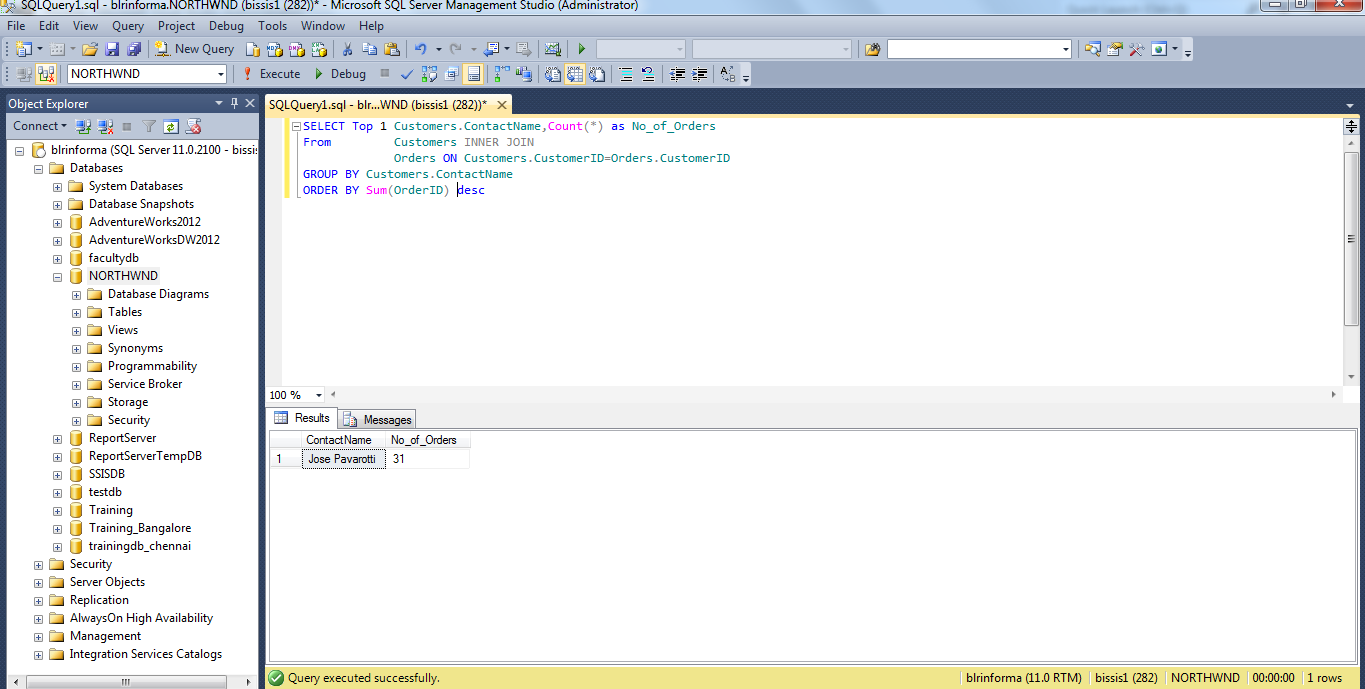 SQLQuery1.sql - blrinforma.NORTHWND (bissis1 (282))* - Microsoft SQL Server Management Studio (Administrator)
File Edit View Query Project Debug Tools Window Help
New Query
NORTHWND Execute Debug
Object Explorer
Connect
blrinforma (SQL Server 11.0.2100 - bissis
Databases
System Databases
Database Snapshots
AdventureWorks2012
AdventureWorksDW2012
facultydb
NORTHWND
Database Diagrams
Tables
Views
Synonyms
Programmability
Service Broker
Storage
Security
ReportServer
ReportServerTempDB
SSISDB
testdb
Training
Training_Bangalore
trainingdb_chennai
Security
Server Objects
Replication
AlwaysOn High Availability
Management
Integration Services Catalogs
SQLQuery1.sql - blr...WND (bissis1 (282))*
SELECT Top 1 Customers.ContactName,Count(*) as No_of_Orders
From Customers INNER JOIN
Orders ON Customers.CustomerID=Orders.CustomerID
GROUP BY Customers.ContactName
ORDER BY Sum(OrderID) desc
100 %
Results Messages
ContactName No_of_Orders
1 Jose Pavarotti 31
Query executed successfully. blrinforma (11.0 RTM) bissis1 (282) NORTHWND 00:00:00 1 rows